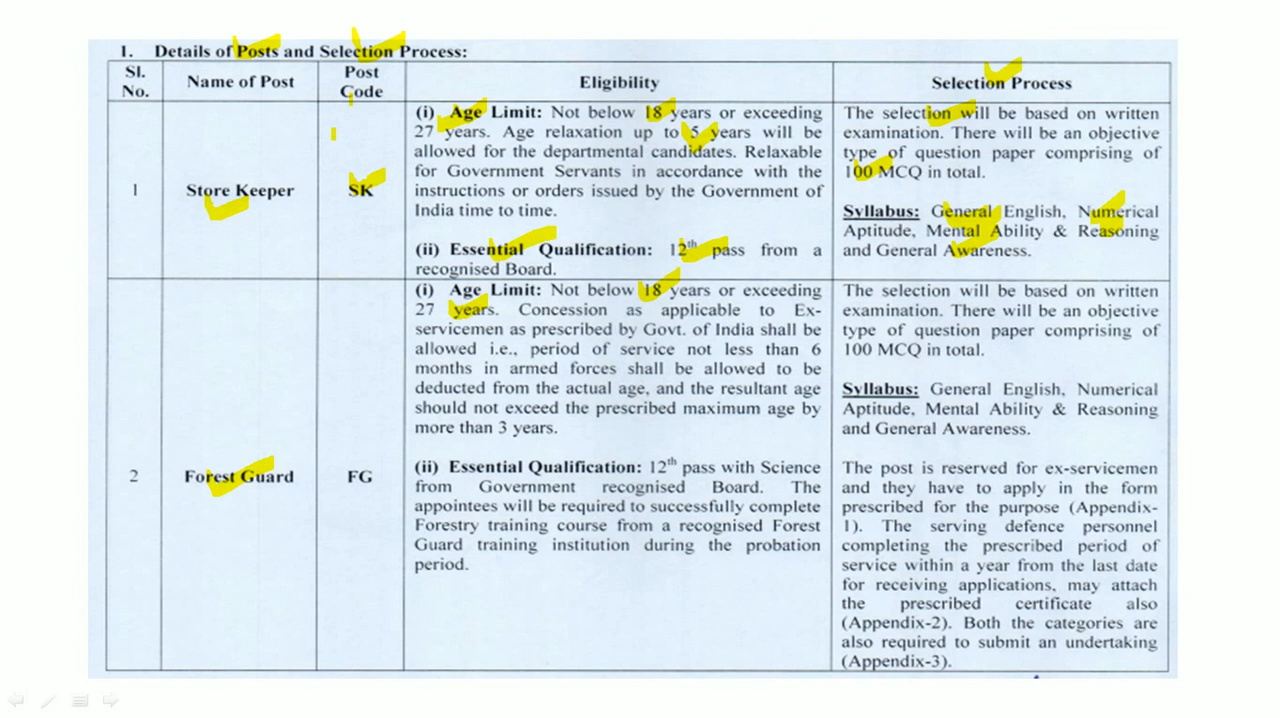 1. Details of Posts and Selection Process:
Sl. No.
Name of Post
Post Code
Eligibility
Selection Process
1
Store Keeper
SK
(i) Age Limit: Not below 18 years or exceeding
27 years. Age relaxation up to 5 years will be
allowed for the departmental candidates. Relaxable
for Government Servants in accordance with the
instructions or orders issued by the Government of
India time to time.
(ii) Essential Qualification: 12th pass from a
recognised Board.
The selection will be based on written
examination. There will be an objective
type of question paper comprising of
100 MCQ in total.
Syllabus: General English, Numerical
Aptitude, Mental Ability & Reasoning
and General Awareness.
2
Forest Guard
FG
(i) Age Limit: Not below 18 years or exceeding
27 years. Concession as applicable to Ex-
servicemen as prescribed by Govt. of India shall be
allowed i.e., period of service not less than 6
months in armed forces shall be allowed to be
deducted from the actual age, and the resultant age
should not exceed the prescribed maximum age by
more than 3 years.
(ii) Essential Qualification: 12th pass with Science
from Government recognised Board. The
appointees will be required to successfully complete
Forestry training course from a recognised Forest
Guard training institution during the probation
period.
The selection will be based on written
examination. There will be an objective
type of question paper comprising of
100 MCQ in total.
Syllabus: General English, Numerical
Aptitude, Mental Ability & Reasoning
and General Awareness.
The post is reserved for ex-servicemen
and they have to apply in the form
prescribed for the purpose (Appendix-
1). The serving defence personnel
completing the prescribed period of
service within a year from the last date
for receiving applications, may attach
the prescribed certificate also
(Appendix-2). Both the categories are
also required to submit an undertaking
(Appendix-3).